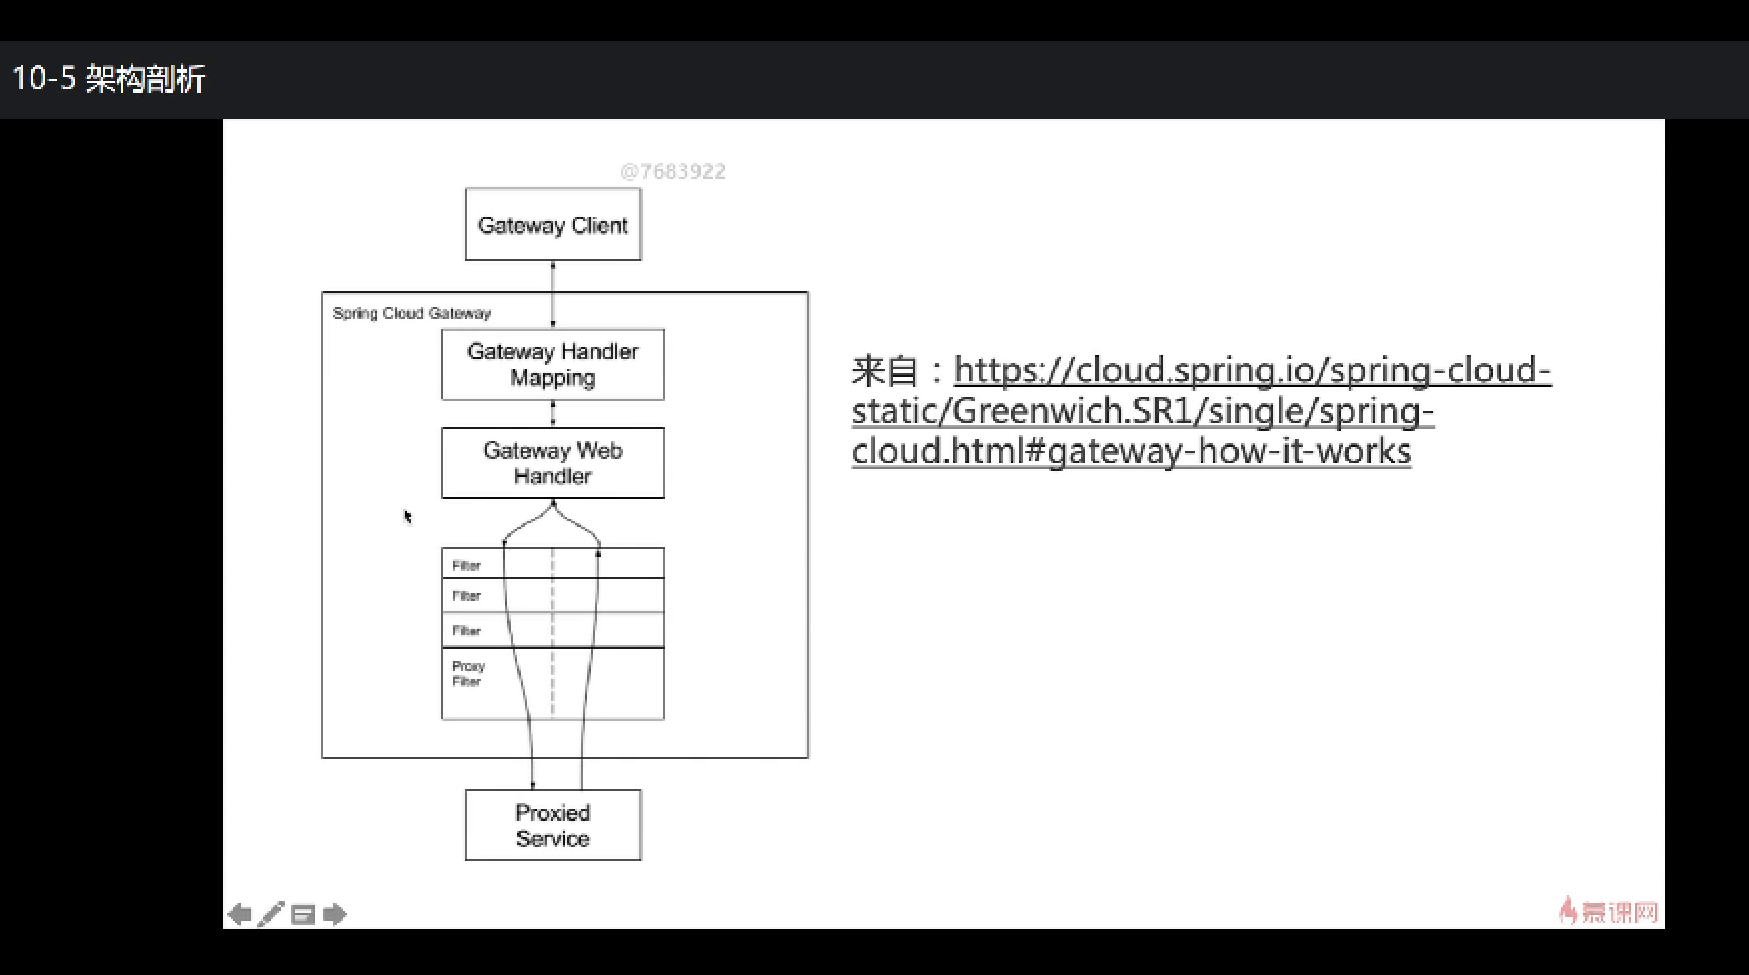 10-5 架构剖析
@7683922
Gateway Client
Spring Cloud Gateway
Gateway Handler
Mapping
Gateway Web
Handler
Filter
Filter
Filter
Proxy
Filter
Proxied
Service
来自：https://cloud.spring.io/spring-cloud-
static/Greenwich.SR1/single/spring-
cloud.html#gateway-how-it-works
慕课网